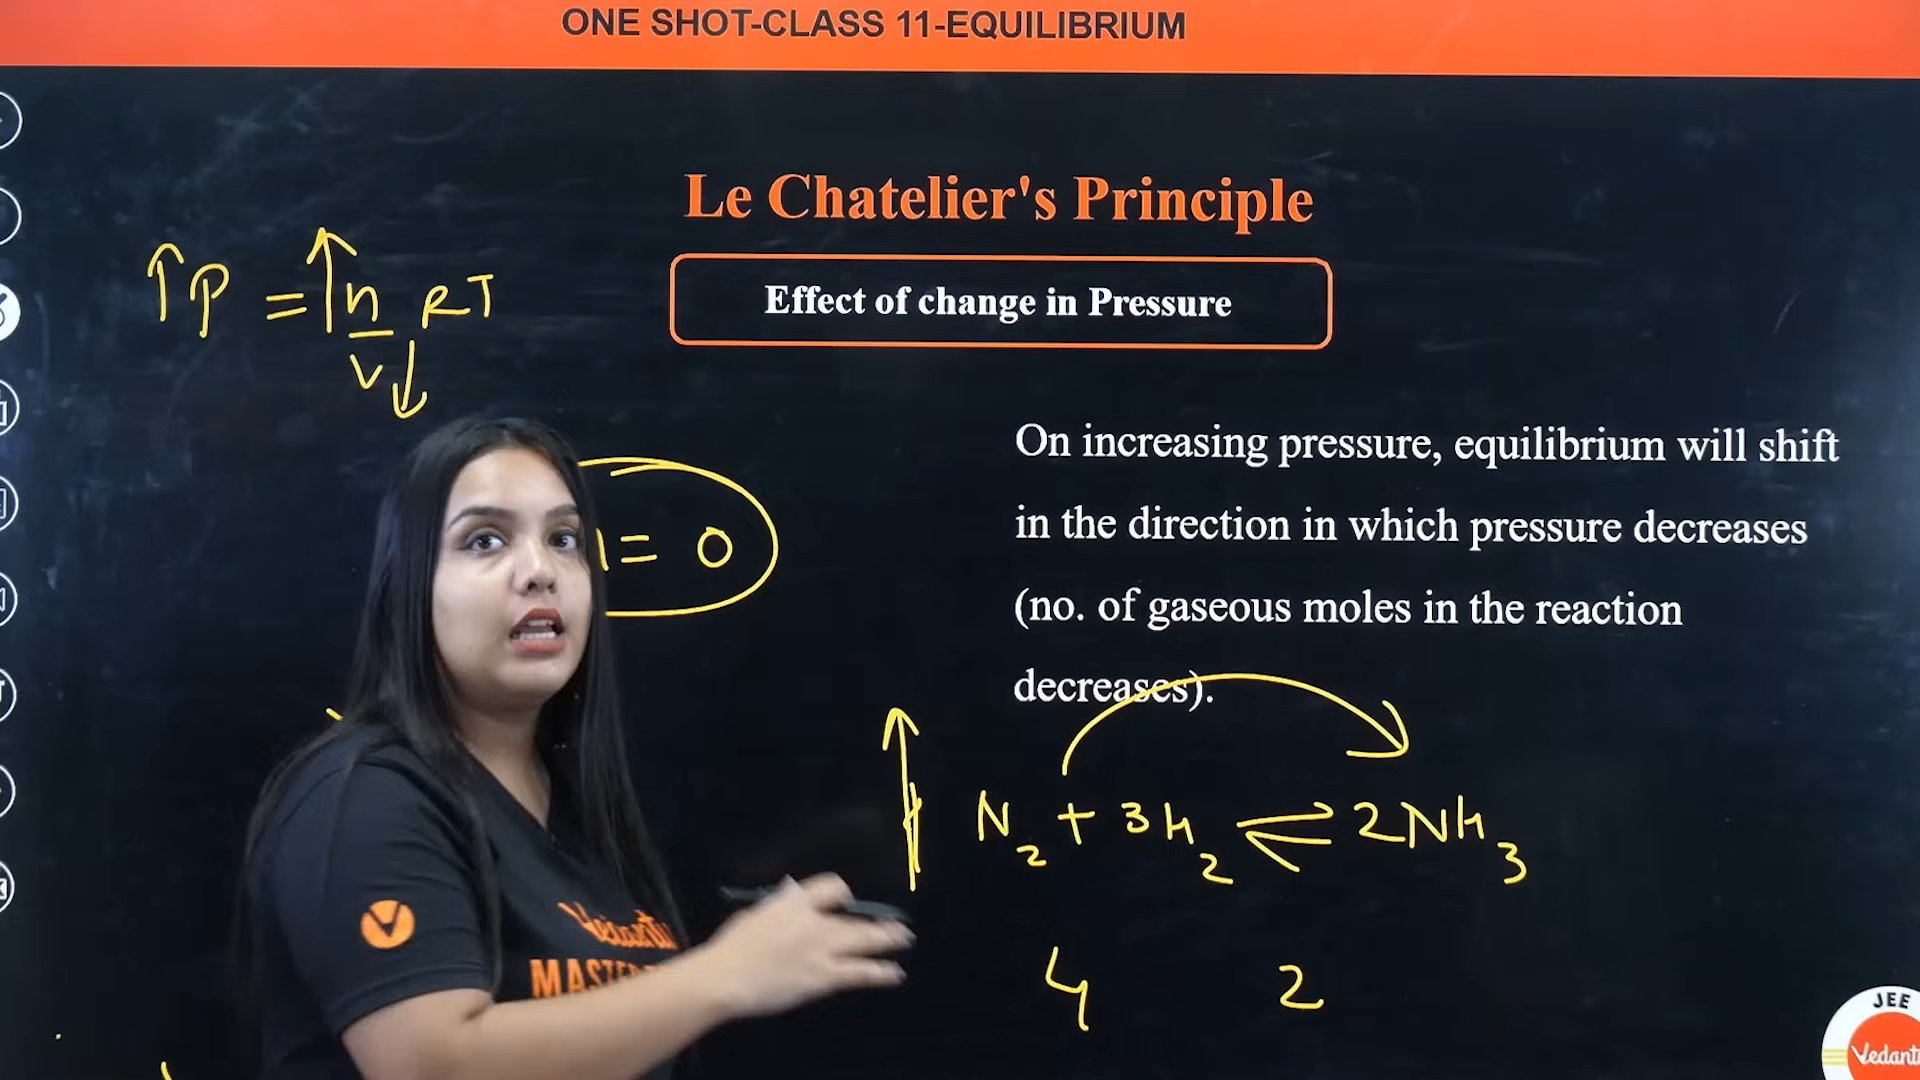 ONE SHOT-CLASS 11-EQUILIBRIUM
Le Chatelier's Principle
Effect of change in Pressure
↑P = ↑n/V↓ RT
= 0
On increasing pressure, equilibrium will shift
in the direction in which pressure decreases
(no. of gaseous moles in the reaction
decreases).
N₂ + 3H₂ ⇌ 2NH₃
4 2
Vedantu
JEE
Vedant